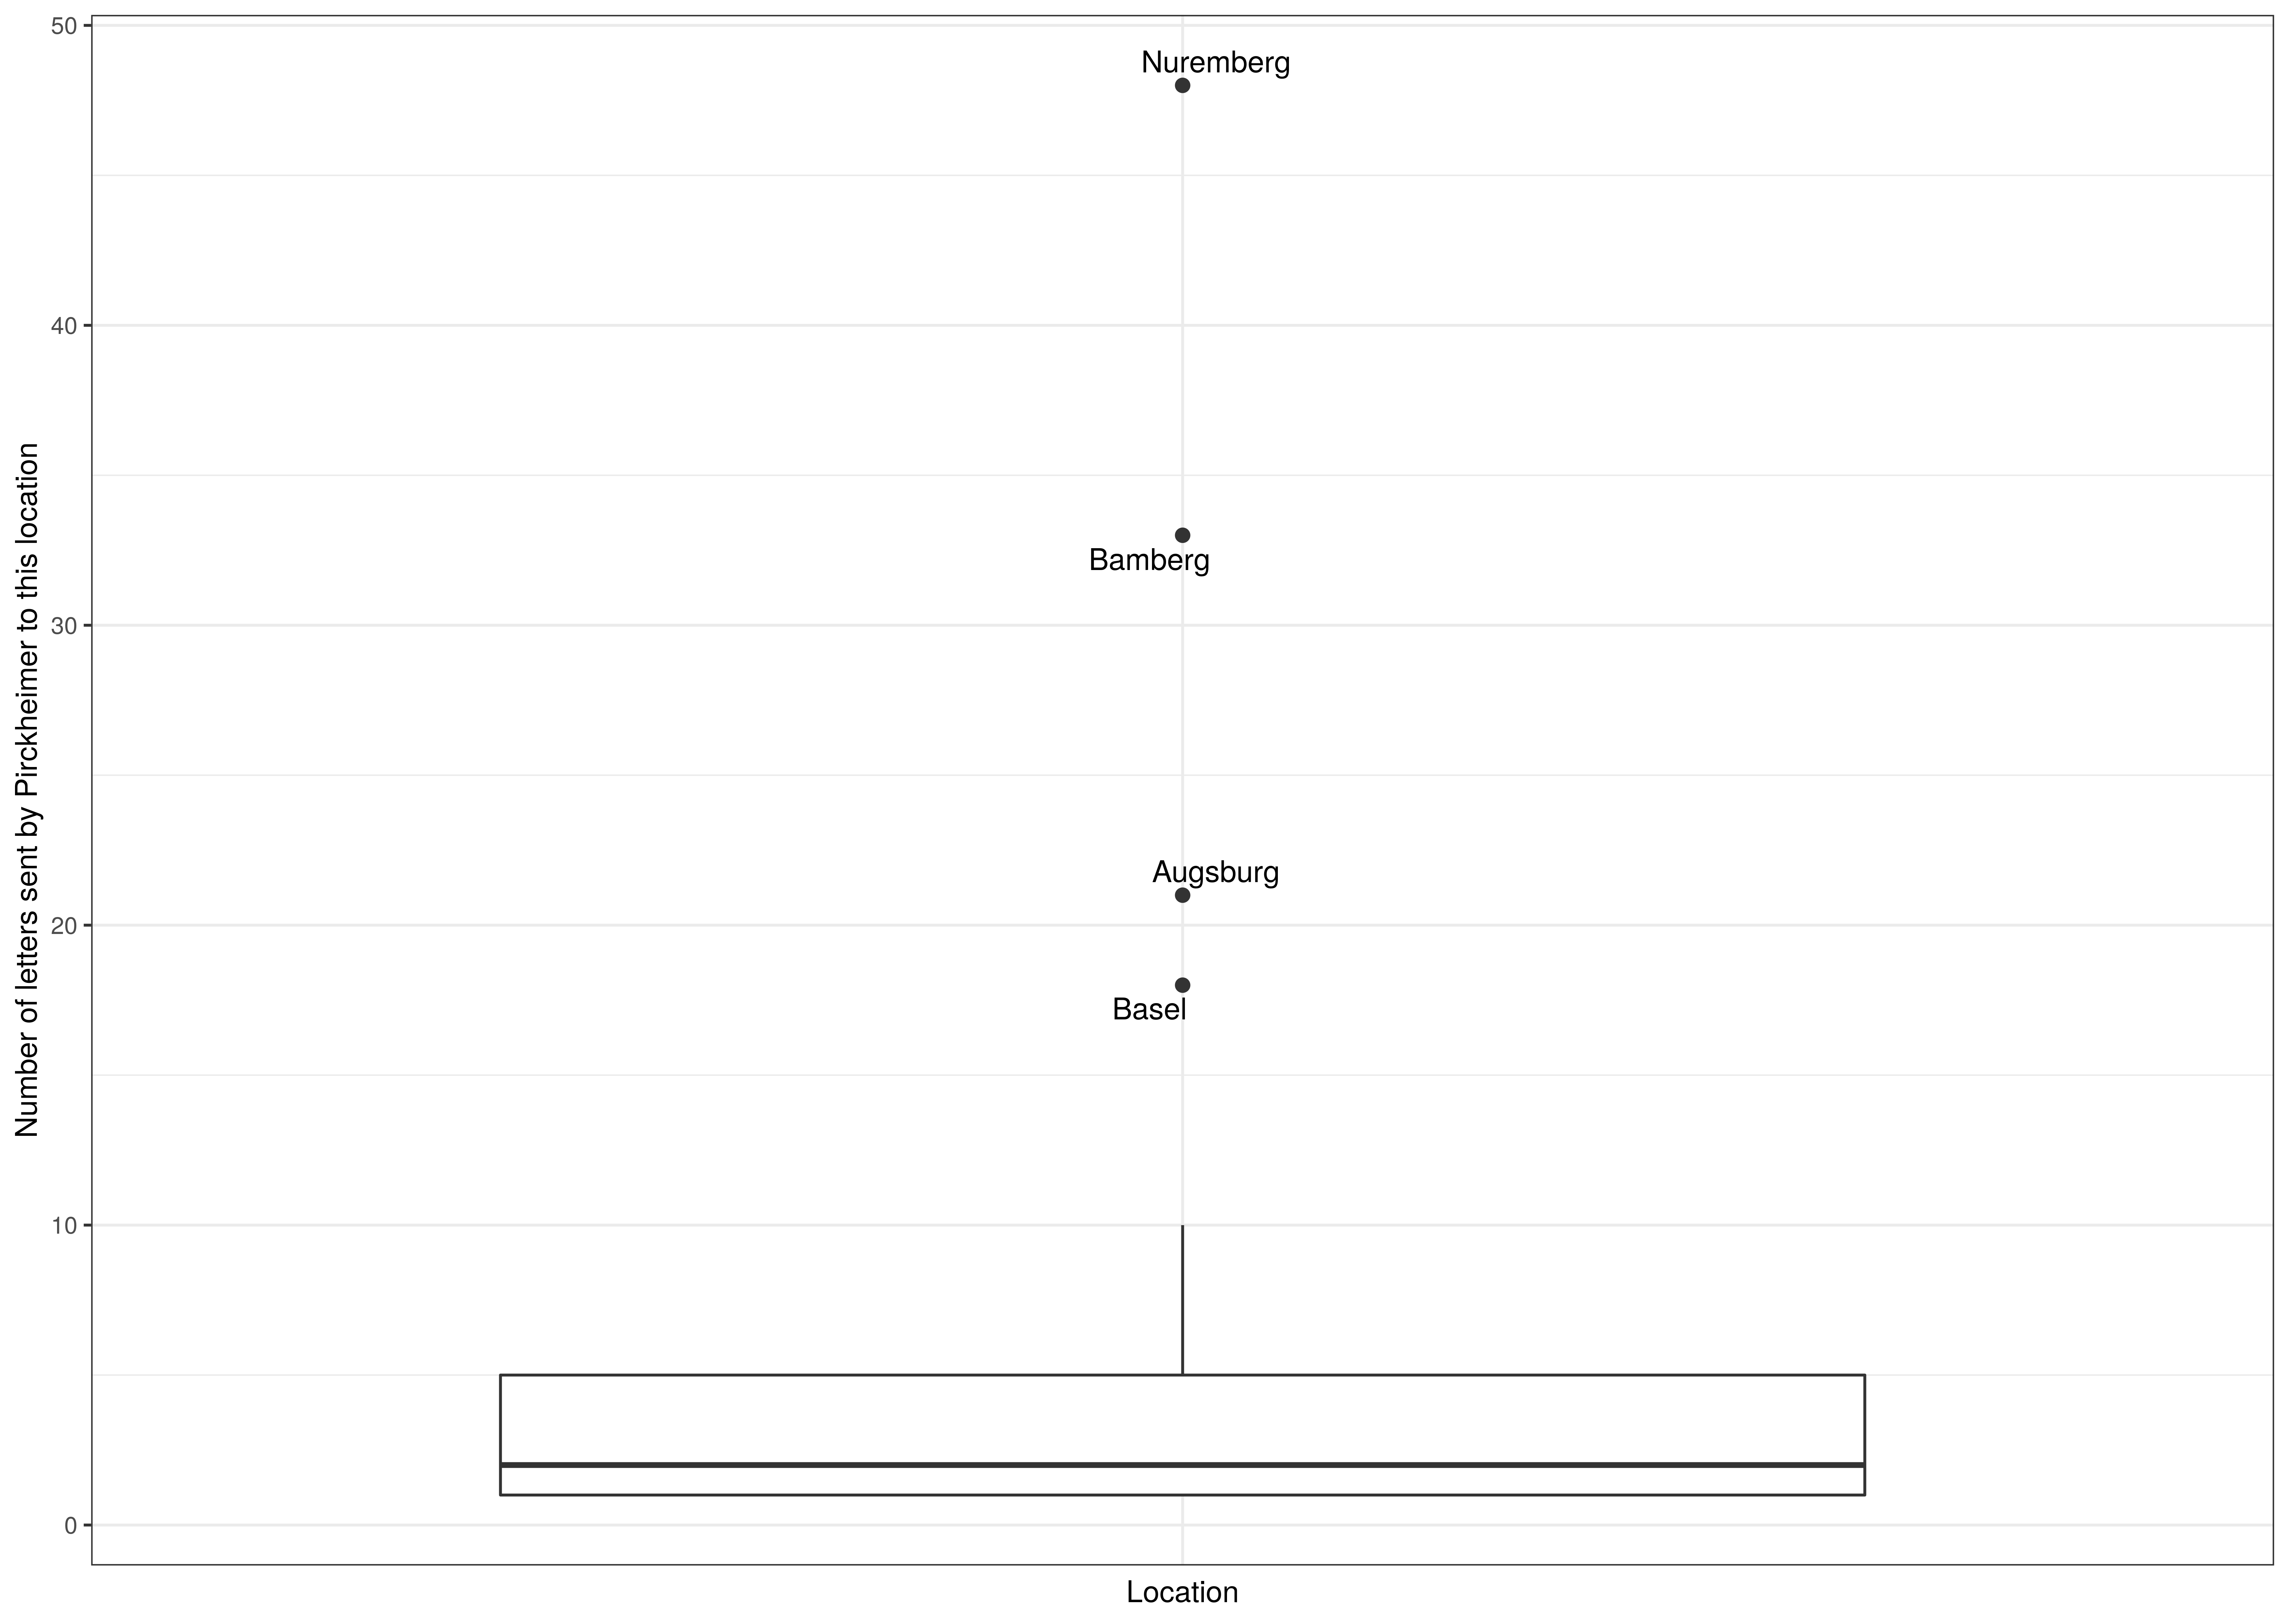 Number of letters sent by Pirckheimer to this location
50
40
30
20
10
0
Nuremberg
Bamberg
Augsburg
Basel
Location